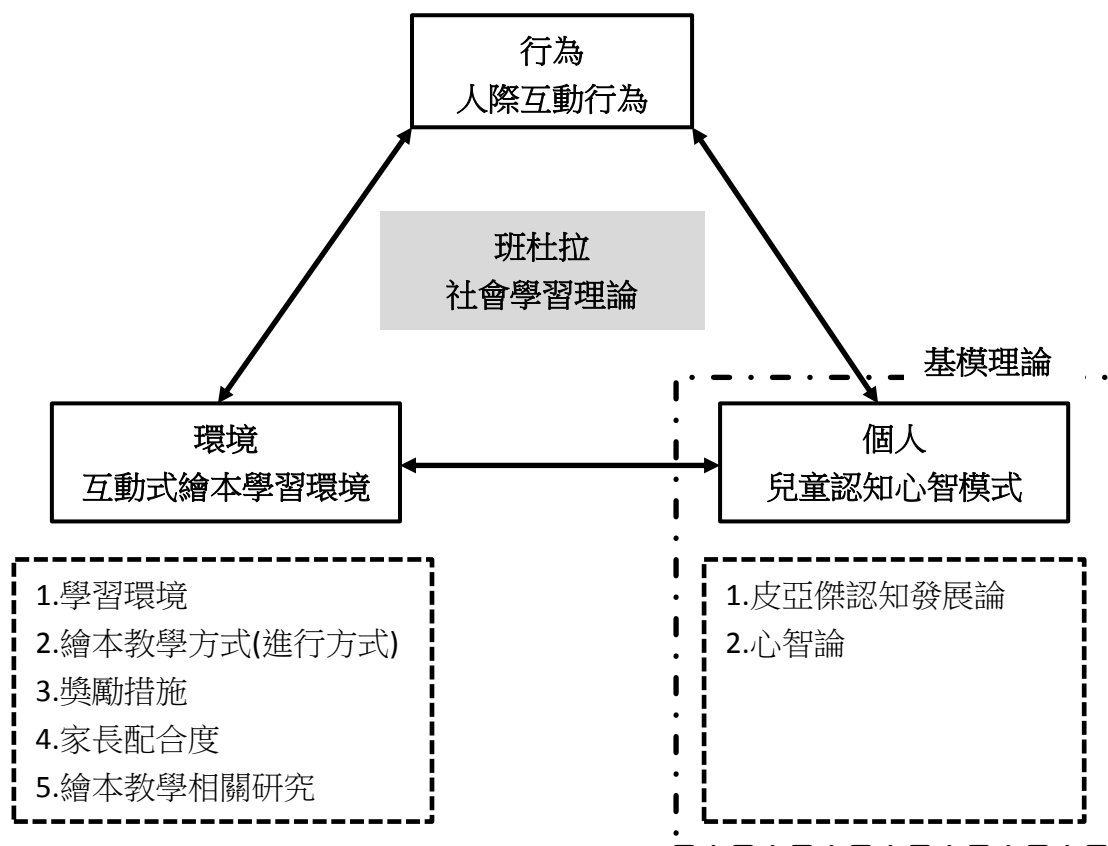 行為
人際互動行為
班杜拉
社會學習理論
基模理論
環境
互動式繪本學習環境
個人
兒童認知心智模式
1.學習環境
2.繪本教學方式(進行方式)
3.獎勵措施
4.家長配合度
5.繪本教學相關研究
1.皮亞傑認知發展論
2.心智論